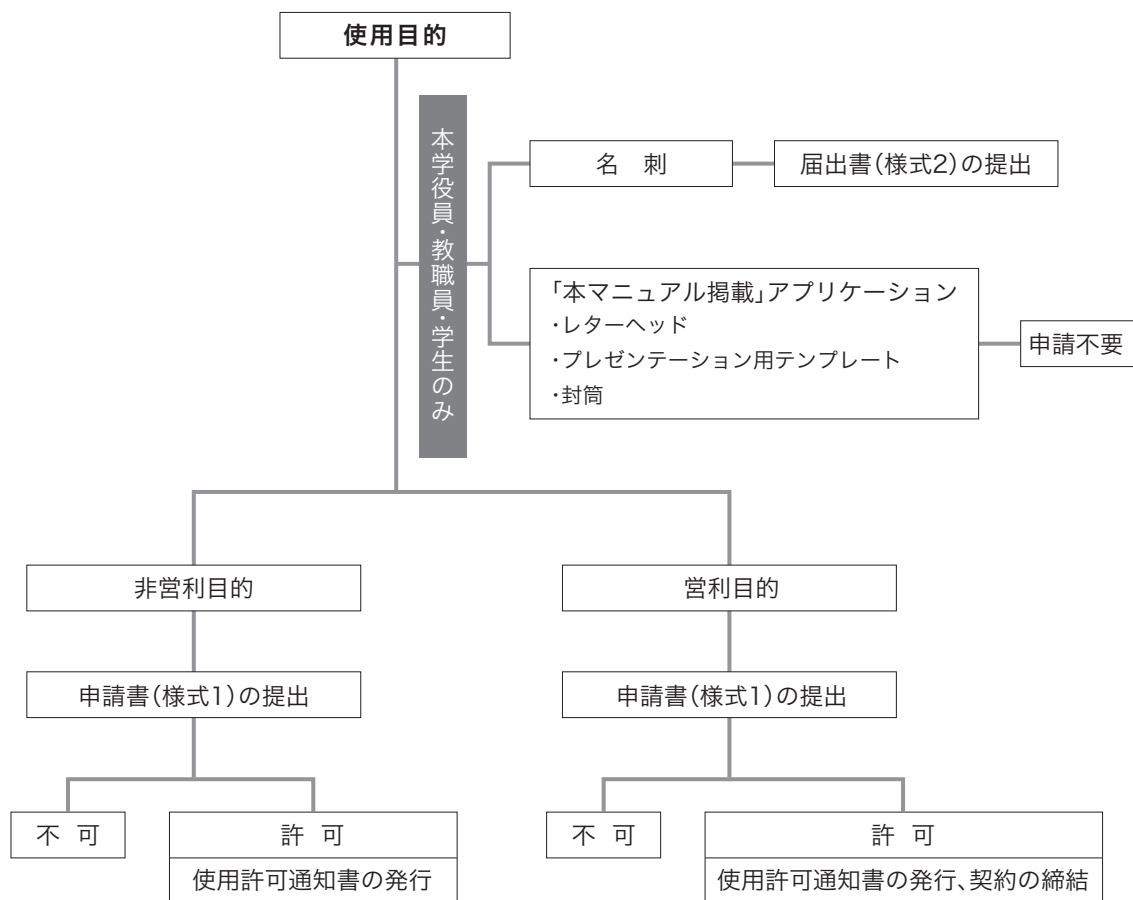 使用目的
本学役員・教職員・学生のみ
名　刺
届出書(様式2)の提出
「本マニュアル掲載」アプリケーション
・レターヘッド
・プレゼンテーション用テンプレート
・封筒
申請不要
非営利目的
営利目的
申請書(様式1)の提出
申請書(様式1)の提出
不　可
許　可
使用許可通知書の発行
不　可
許　可
使用許可通知書の発行、契約の締結